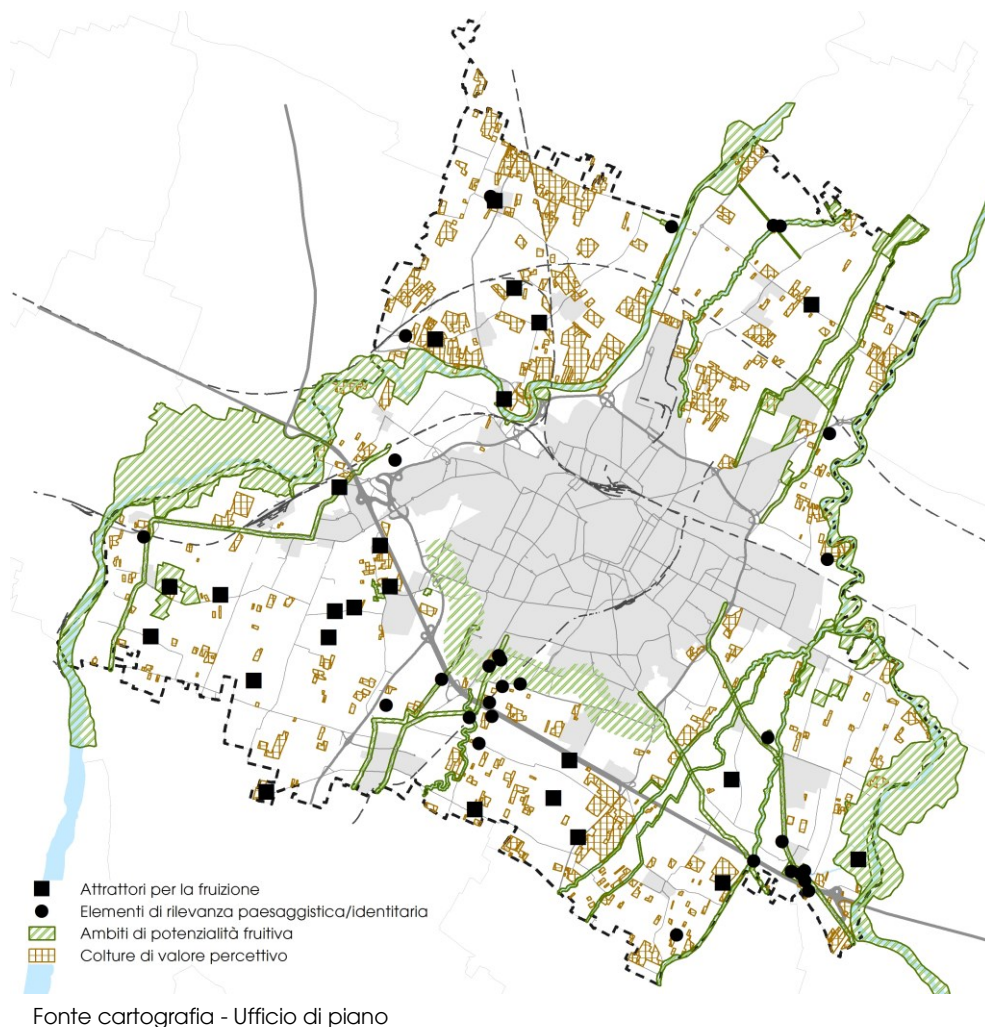 Attrattori per la fruizione
Elementi di rilevanza paesaggistica/identitaria
Ambiti di potenzialità fruitiva
Colture di valore percettivo
Fonte cartografia - Ufficio di piano